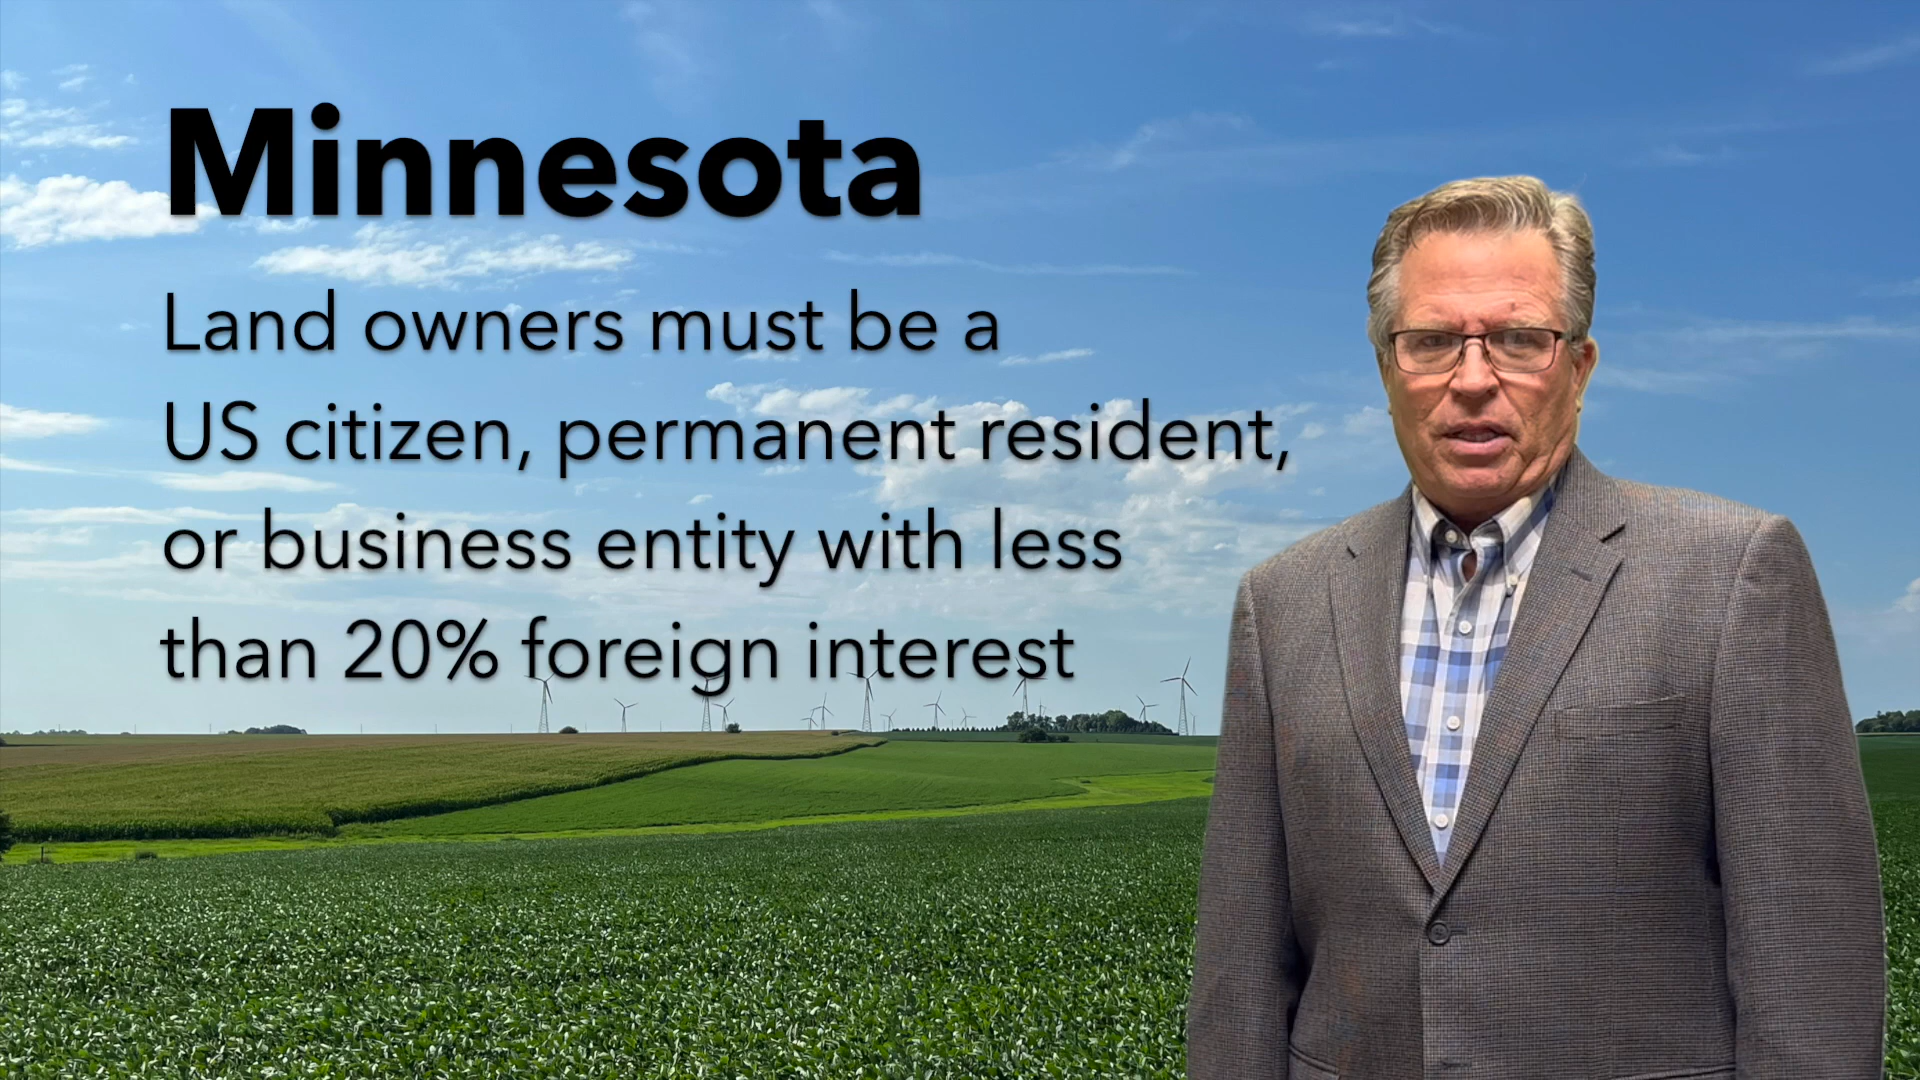 Minnesota
Land owners must be a
US citizen, permanent resident,
or business entity with less
than 20% foreign interest